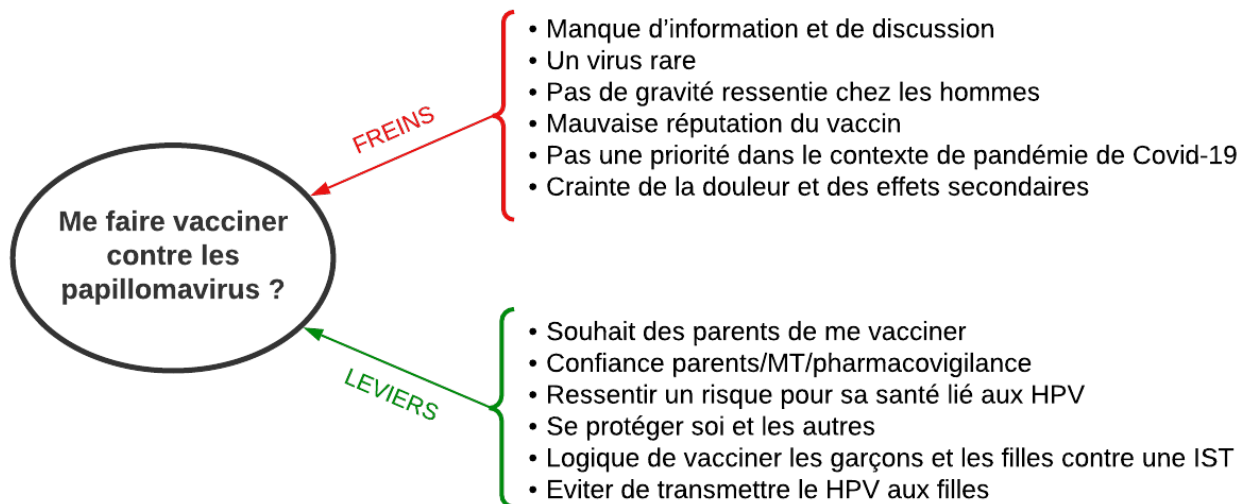 • Manque d’information et de discussion
• Un virus rare
• Pas de gravité ressentie chez les hommes
• Mauvaise réputation du vaccin
• Pas une priorité dans le contexte de pandémie de Covid-19
• Crainte de la douleur et des effets secondaires
FREINS
Me faire vacciner
contre les
papillomavirus ?
LEVIERS
• Souhait des parents de me vacciner
• Confiance parents/MT/pharmacovigilance
• Ressentir un risque pour sa santé lié aux HPV
• Se protéger soi et les autres
• Logique de vacciner les garçons et les filles contre une IST
• Eviter de transmettre le HPV aux filles